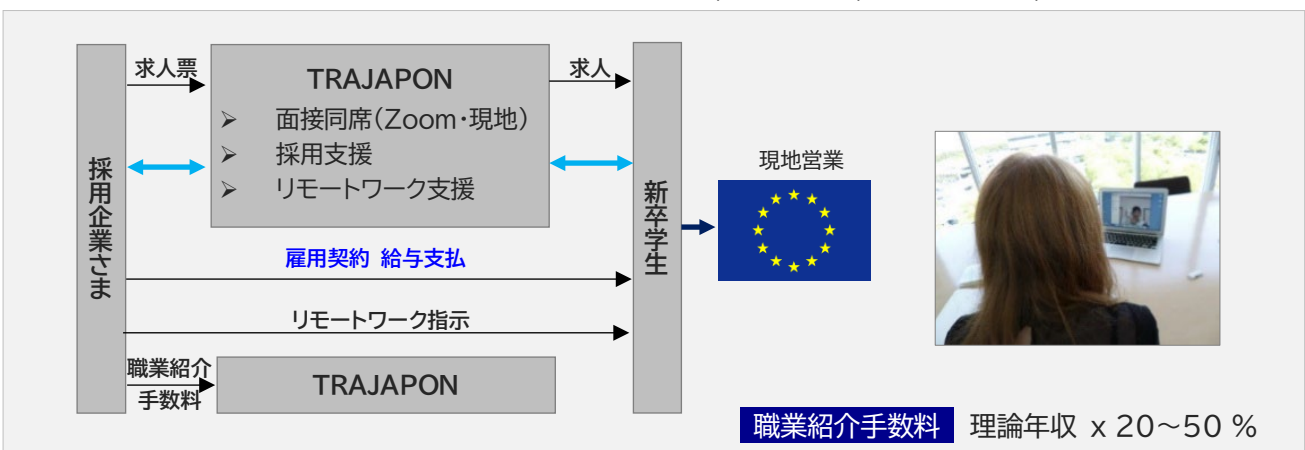 求人票
求人
TRAJAPON
➢ 面接同席(Zoom・現地)
➢ 採用支援
➢ リモートワーク支援
採用企業さま
新卒学生
現地営業
雇用契約 給与支払
リモートワーク指示
職業紹介
手数料
TRAJAPON
職業紹介手数料 理論年収 x 20~50 %